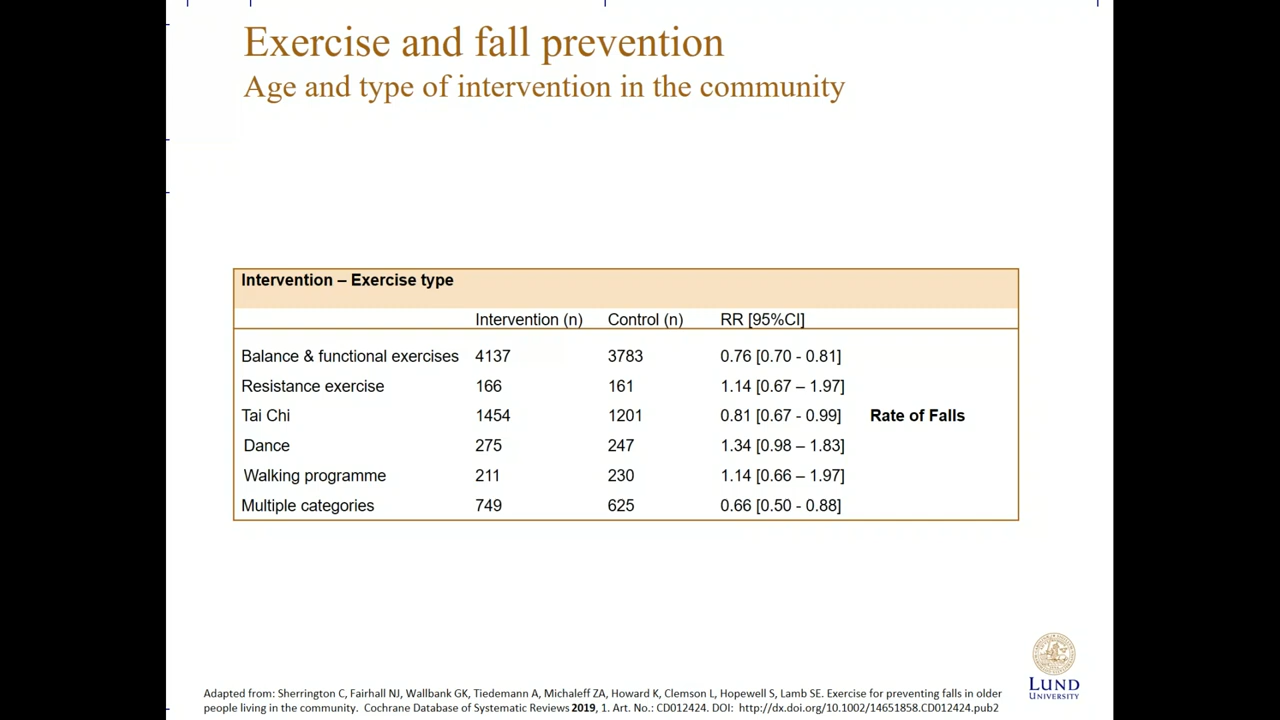 Exercise and fall prevention
Age and type of intervention in the community
Intervention – Exercise type
Intervention (n) Control (n) RR [95%CI]
Balance & functional exercises 4137 3783 0.76 [0.70 - 0.81]
Resistance exercise 166 161 1.14 [0.67 – 1.97]
Tai Chi 1454 1201 0.81 [0.67 - 0.99] Rate of Falls
Dance 275 247 1.34 [0.98 – 1.83]
Walking programme 211 230 1.14 [0.66 – 1.97]
Multiple categories 749 625 0.66 [0.50 - 0.88]
LUND
UNIVERSITY
Adapted from: Sherrington C, Fairhall NJ, Wallbank GK, Tiedemann A, Michaleff ZA, Howard K, Clemson L, Hopewell S, Lamb SE. Exercise for preventing falls in older
people living in the community. Cochrane Database of Systematic Reviews 2019, 1. Art. No.: CD012424. DOI: http://dx.doi.org/10.1002/14651858.CD012424.pub2